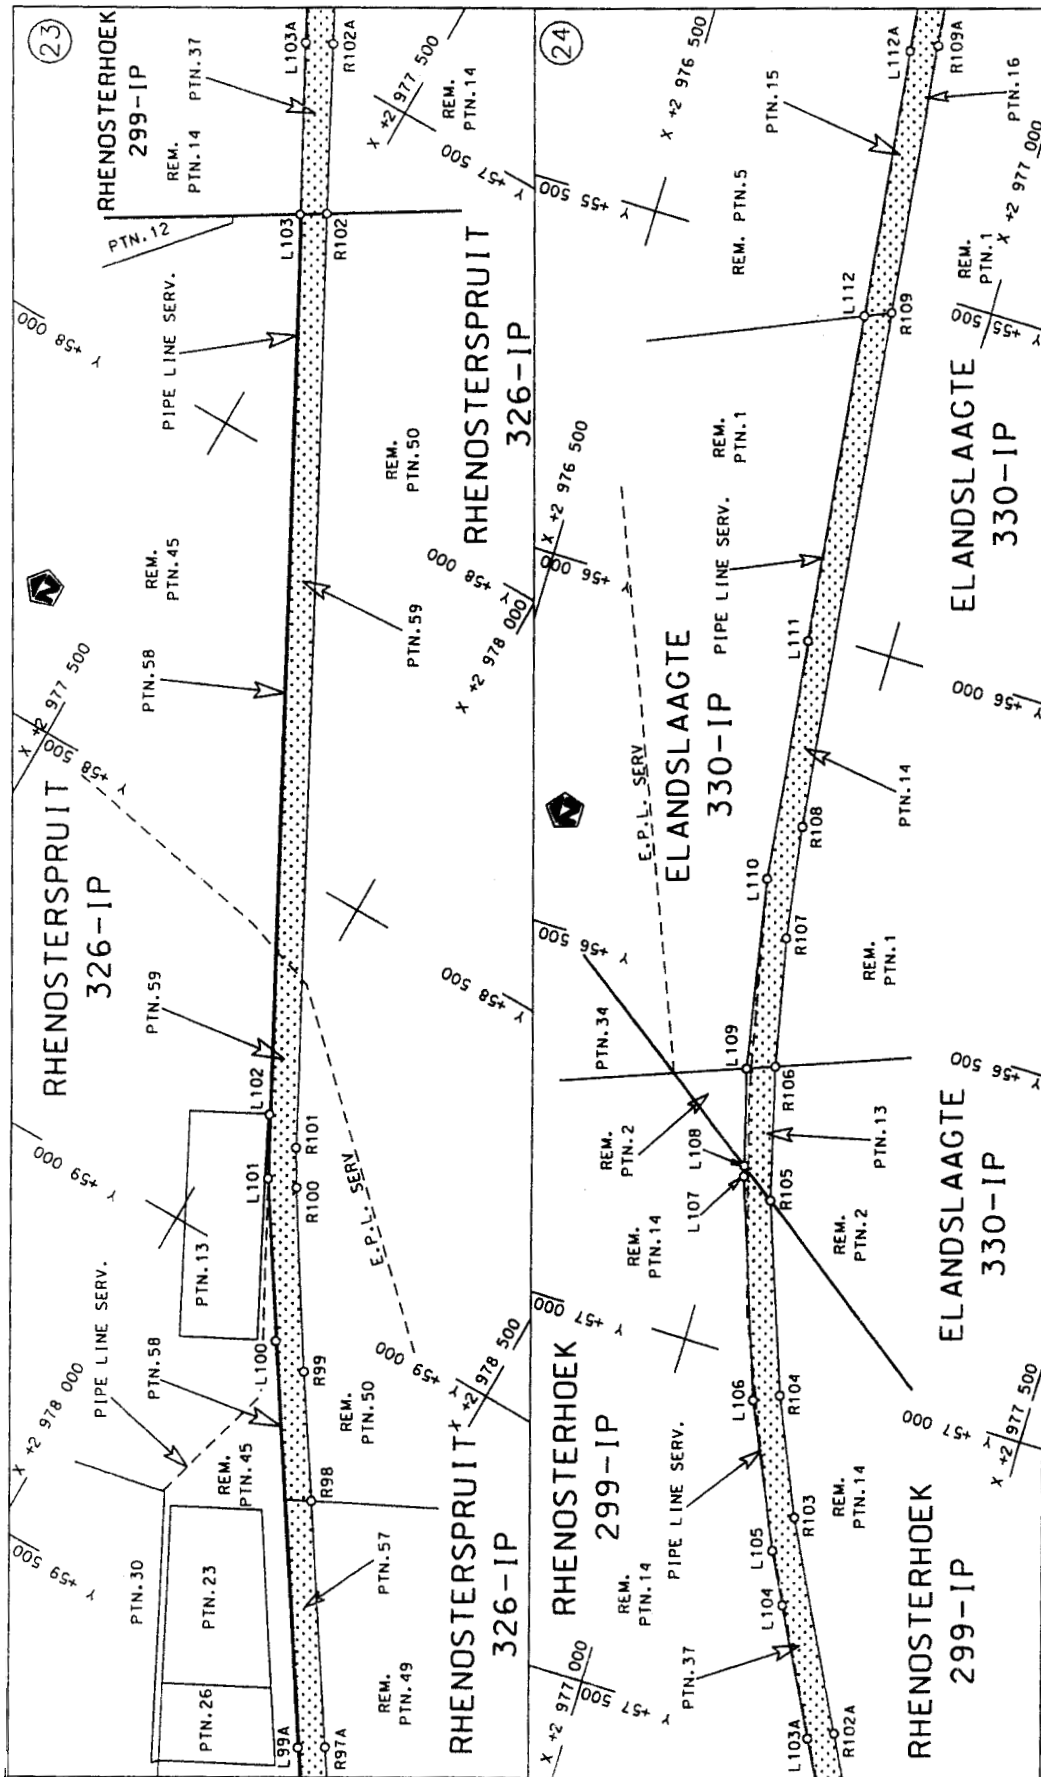 23
RHENOSTERHOEK
299-IP
REM.
PTN.14
PTN.37
L103A
R102A
X +2 977 500
REM.
PTN.14
Y +57 500
PTN.12
L103
R102
PIPE LINE SERV.
Y +58 000
REM.
PTN.50
RHENOSTERSPRUIT
326-IP
REM.
PTN.45
N
PTN.58
PTN.59
Y +58 000
X +2 978 000
X +2 977 500
Y +58 500
RHENOSTERSPRUIT
326-IP
PTN.59
L102
R101
L101
R100
E.P.L. SERV
Y +58 500
Y +59 000
PTN.13
PIPE LINE SERV.
PTN.58
L100
R99
REM.
PTN.50
Y +59 000
X +2 978 500
X +2 978 000
REM.
PTN.45
R98
PTN.57
Y +59 500
PTN.30
PTN.23
PTN.26
L99A
R97A
REM.
PTN.49
RHENOSTERSPRUIT
326-IP
24
X +2 976 500
L112A
R109A
PTN.15
PTN.16
Y +55 500
REM. PTN.5
X +2 977 000
REM.
PTN.1
Y +55 500
L112
R109
X +2 976 500
Y +56 000
REM.
PTN.1
PIPE LINE SERV.
ELANDSLAAGTE
330-IP
L111
Y +56 000
ELANDSLAAGTE
330-IP
E.P.L. SERV
N
PTN.14
R108
L110
R107
REM.
PTN.1
Y +56 500
PTN.34
L109
R106
Y +56 500
REM.
PTN.2
L108
L107
R105
PTN.13
REM.
PTN.14
REM.
PTN.2
ELANDSLAAGTE
330-IP
Y +57 000
RHENOSTERHOEK
299-IP
L106
R104
Y +57 000
X +2 977 500
PIPE LINE SERV.
R103
REM.
PTN.14
L105
L104
REM.
PTN.14
PTN.37
X +2 977 000
Y +57 500
L103A
R102A
RHENOSTERHOEK
299-IP